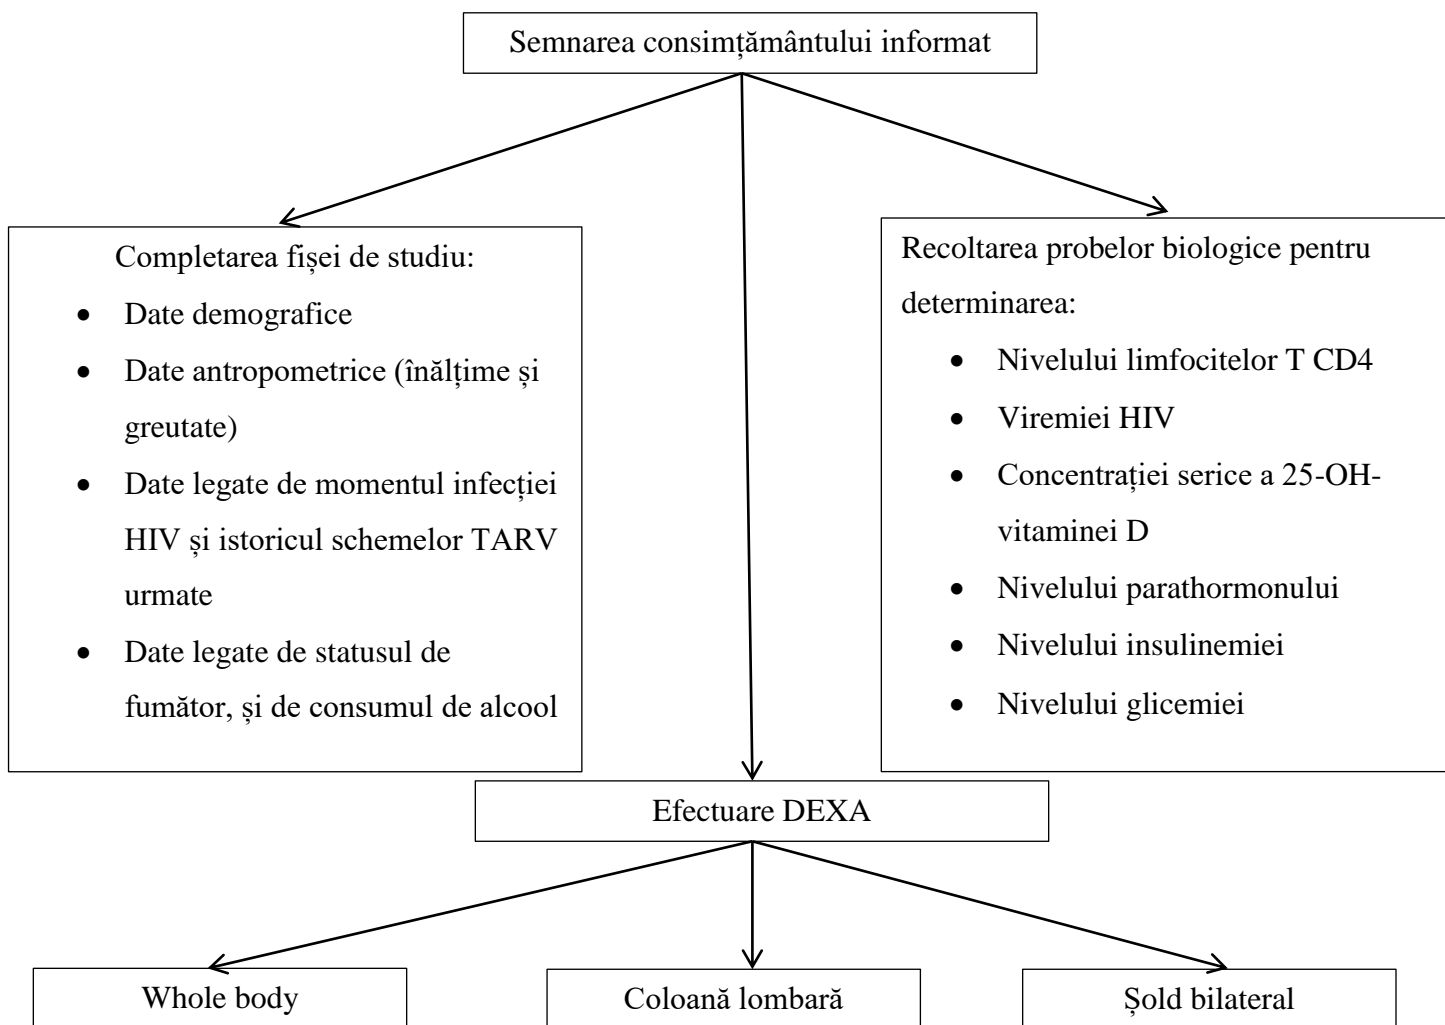 Semnarea consimțământului informat
Completarea fișei de studiu:
• Date demografice
• Date antropometrice (înălțime și
greutate)
• Date legate de momentul infecției
HIV și istoricul schemelor TARV
urmate
• Date legate de statusul de
fumător, și de consumul de alcool
Recoltarea probelor biologice pentru
determinarea:
• Nivelului limfocitelor T CD4
• Viremiei HIV
• Concentrației serice a 25-OH-
vitaminei D
• Nivelului parathormonului
• Nivelului insulinemiei
• Nivelului glicemiei
Efectuare DEXA
Whole body
Coloană lombară
Șold bilateral